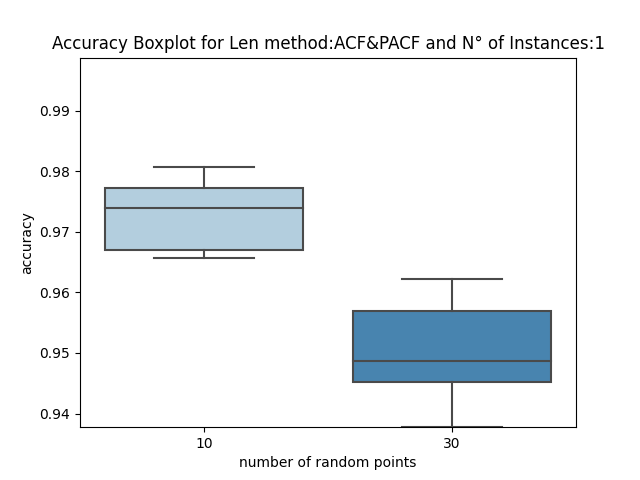 Accuracy Boxplot for Len method:ACF&PACF and N° of Instances:1
0.99
0.98
0.97
0.96
0.95
0.94
accuracy
10
30
number of random points